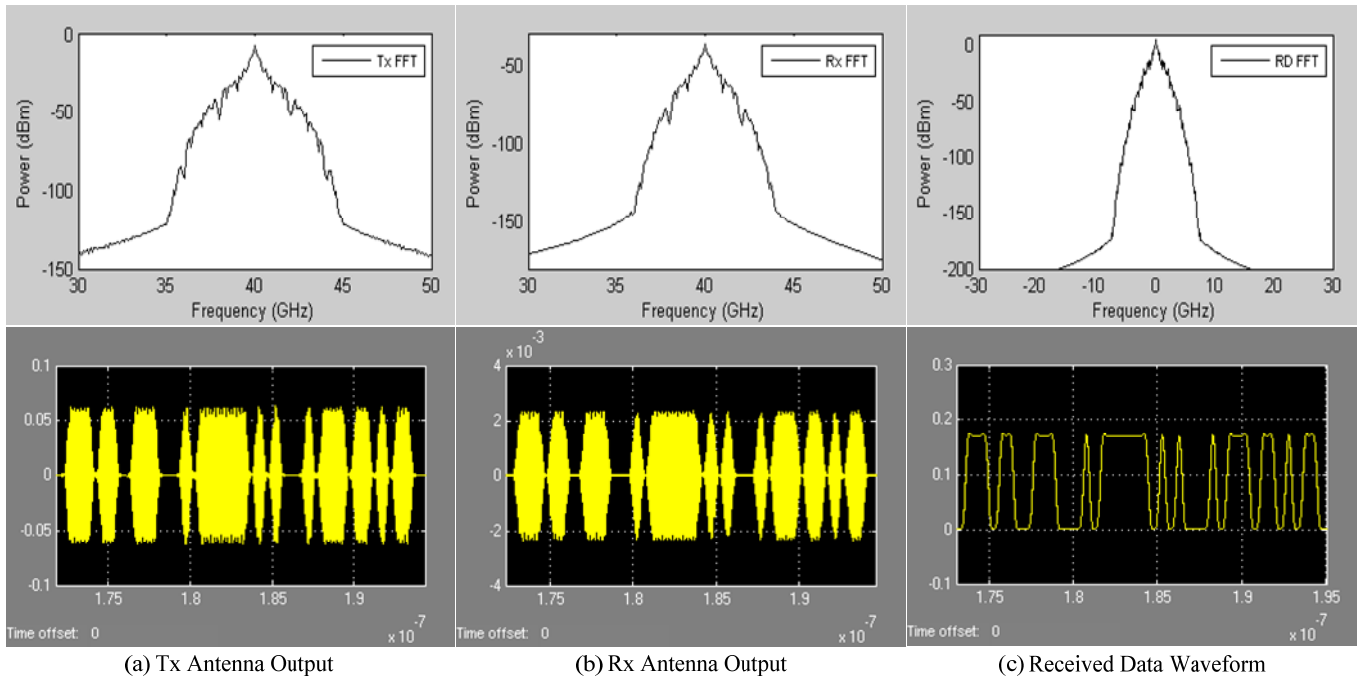 0
-50
-100
-150
Power (dBm)
Tx FFT
30 35 40 45 50
Frequency (GHz)
-50
-100
-150
Power (dBm)
Rx FFT
30 35 40 45 50
Frequency (GHz)
0
-50
-100
-150
-200
Power (dBm)
RD FFT
-30 -20 -10 0 10 20 30
Frequency (GHz)
0.1
0.05
0
-0.05
-0.1
1.75 1.8 1.85 1.9
x 10⁻⁷
Time offset: 0
x 10⁻³
4
2
0
-2
-4
1.75 1.8 1.85 1.9
x 10⁻⁷
Time offset: 0
0.3
0.2
0.1
0
-0.1
1.75 1.8 1.85 1.9 1.95
x 10⁻⁷
Time offset: 0
(a) Tx Antenna Output
(b) Rx Antenna Output
(c) Received Data Waveform